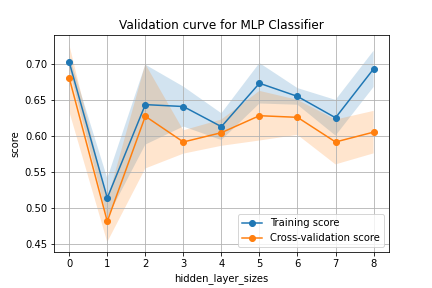 Validation curve for MLP Classifier
score
0.70
0.65
0.60
0.55
0.50
0.45
0 1 2 3 4 5 6 7 8
hidden_layer_sizes
Training score
Cross-validation score